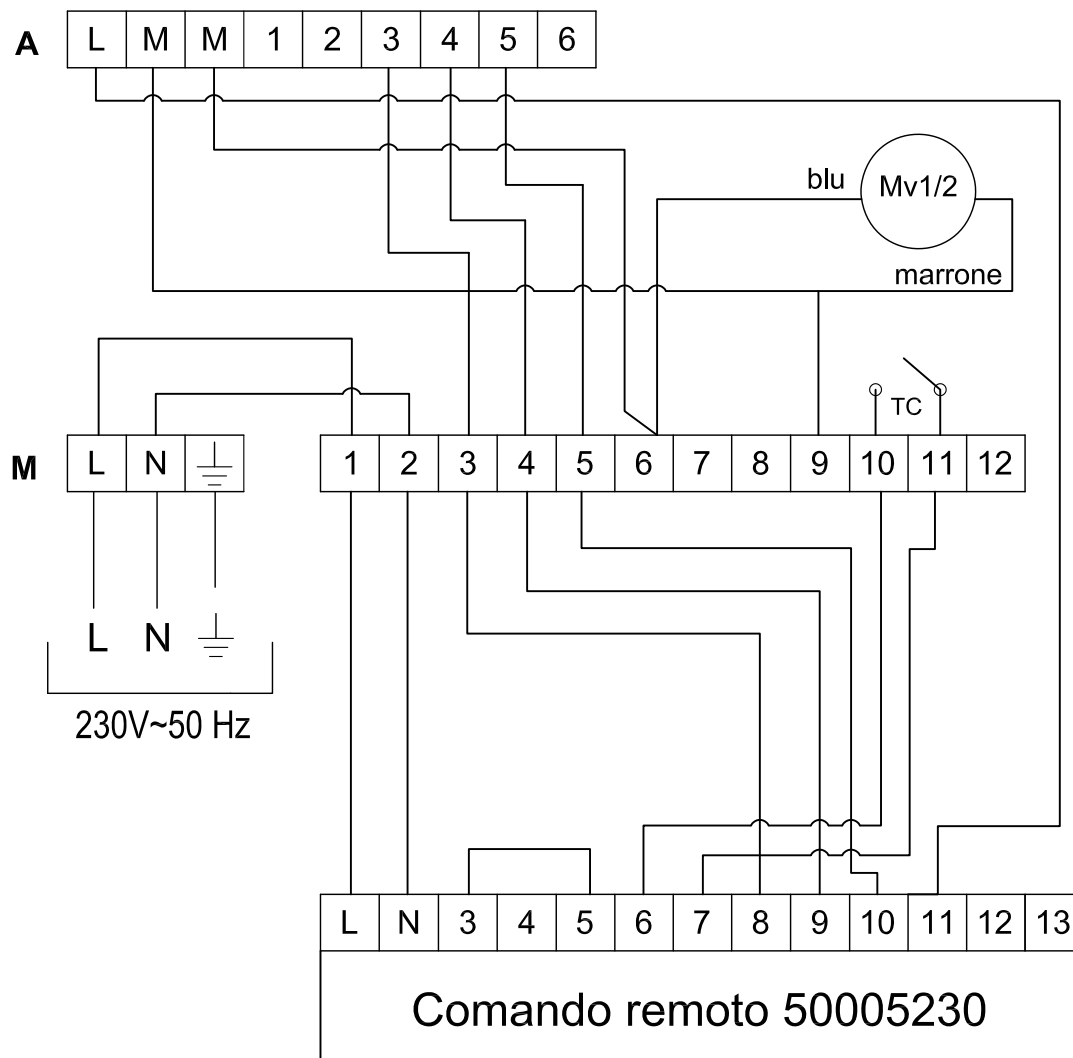 A L M M 1 2 3 4 5 6
blu Mv1/2
marrone
TC
M L N 1 2 3 4 5 6 7 8 9 10 11 12
L N
230V~50 Hz
L N 3 4 5 6 7 8 9 10 11 12 13
Comando remoto 50005230